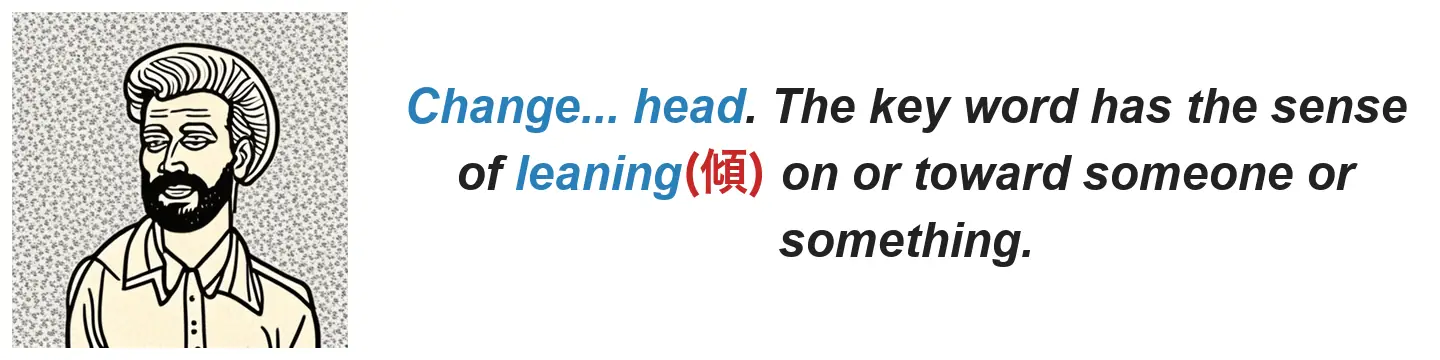 Change... head. The key word has the sense
of leaning(傾) on or toward someone or
something.